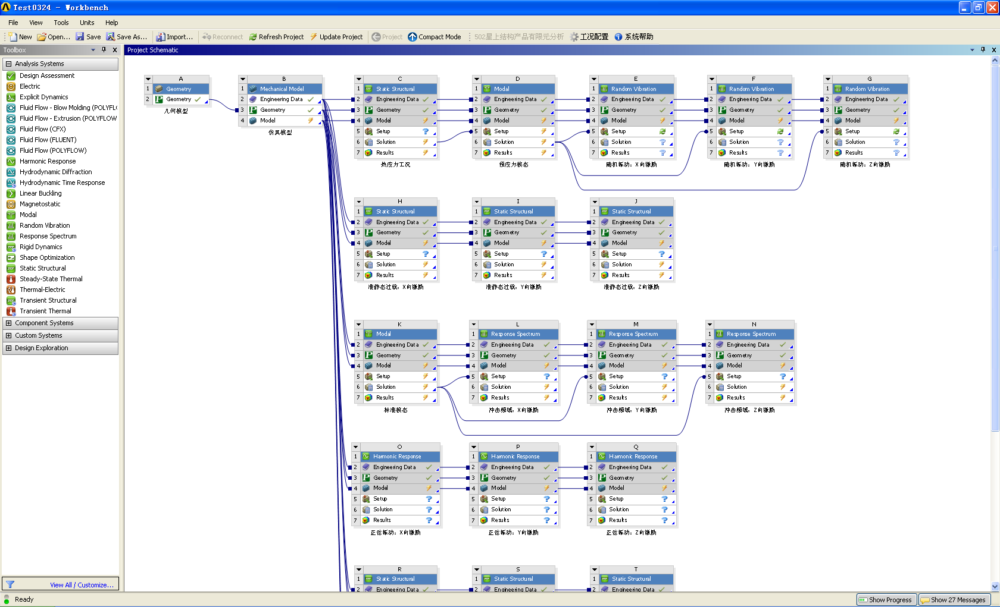 Test0324 - Workbench
File View Tools Units Help
New Open... Save Save As... Import... Reconnect Refresh Project Update Project Project Compact Mode 502星上结构产品有限元分析 工况配置 系统帮助
Toolbox
Project Schematic
Analysis Systems
Design Assessment
Electric
Explicit Dynamics
Fluid Flow - Blow Molding (POLYFL
Fluid Flow - Extrusion (POLYFLOW
Fluid Flow (CFX)
Fluid Flow (FLUENT)
Fluid Flow (POLYFLOW)
Harmonic Response
Hydrodynamic Diffraction
Hydrodynamic Time Response
Linear Buckling
Magnetostatic
Modal
Random Vibration
Response Spectrum
Rigid Dynamics
Shape Optimization
Static Structural
Steady-State Thermal
Thermal-Electric
Transient Structural
Transient Thermal
Component Systems
Custom Systems
Design Exploration
View All / Customize...
A
1 Geometry
2 Geometry
几何模型
B
1 Mechanical Model
2 Engineering Data
3 Geometry
4 Model
仿真模型
C
1 Static Structural
2 Engineering Data
3 Geometry
4 Model
5 Setup
6 Solution
7 Results
热应力工况
D
1 Modal
2 Engineering Data
3 Geometry
4 Model
5 Setup
6 Solution
7 Results
预应力模态
E
1 Random Vibration
2 Engineering Data
3 Geometry
4 Model
5 Setup
6 Solution
7 Results
随机振动：X向激励
F
1 Random Vibration
2 Engineering Data
3 Geometry
4 Model
5 Setup
6 Solution
7 Results
随机振动：Y向激励
G
1 Random Vibration
2 Engineering Data
3 Geometry
4 Model
5 Setup
6 Solution
7 Results
随机振动：Z向激励
H
1 Static Structural
2 Engineering Data
3 Geometry
4 Model
5 Setup
6 Solution
7 Results
准静态过载：X向激励
I
1 Static Structural
2 Engineering Data
3 Geometry
4 Model
5 Setup
6 Solution
7 Results
准静态过载：Y向激励
J
1 Static Structural
2 Engineering Data
3 Geometry
4 Model
5 Setup
6 Solution
7 Results
准静态过载：Z向激励
K
1 Modal
2 Engineering Data
3 Geometry
4 Model
5 Setup
6 Solution
7 Results
标准模态
L
1 Response Spectrum
2 Engineering Data
3 Geometry
4 Model
5 Setup
6 Solution
7 Results
冲击频域：X向激励
M
1 Response Spectrum
2 Engineering Data
3 Geometry
4 Model
5 Setup
6 Solution
7 Results
冲击频域：Y向激励
N
1 Response Spectrum
2 Engineering Data
3 Geometry
4 Model
5 Setup
6 Solution
7 Results
冲击频域：Z向激励
O
1 Harmonic Response
2 Engineering Data
3 Geometry
4 Model
5 Setup
6 Solution
7 Results
正弦振动：X向激励
P
1 Harmonic Response
2 Engineering Data
3 Geometry
4 Model
5 Setup
6 Solution
7 Results
正弦振动：Y向激励
Q
1 Harmonic Response
2 Engineering Data
3 Geometry
4 Model
5 Setup
6 Solution
7 Results
正弦振动：Z向激励
R
1 Static Structural
2 Engineering Data
S
1 Static Structural
2 Engineering Data
T
1 Static Structural
2 Engineering Data
Ready
Show Progress
Show 27 Messages